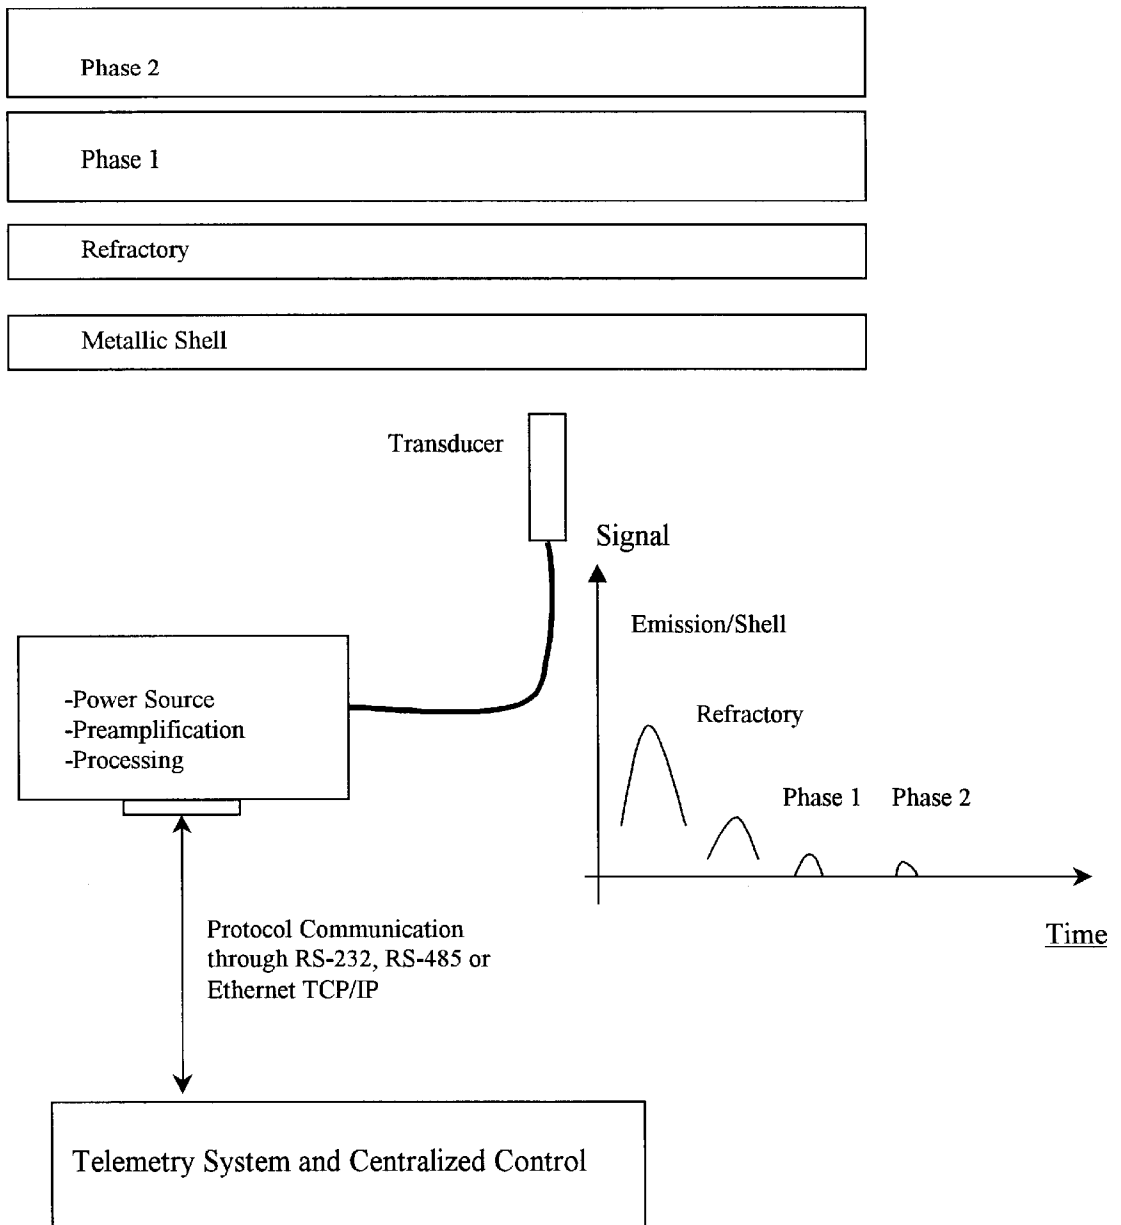 Phase 2
Phase 1
Refractory
Metallic Shell
Transducer
Signal
Emission/Shell
-Power Source
-Preamplification
-Processing
Refractory
Phase 1
Phase 2
Time
Protocol Communication
through RS-232, RS-485 or
Ethernet TCP/IP
Telemetry System and Centralized Control